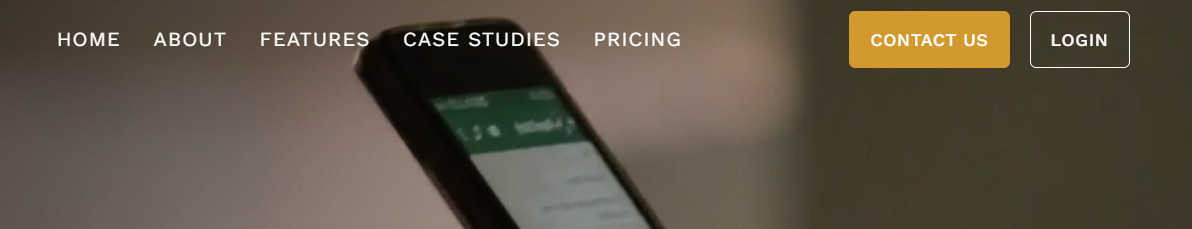 HOME ABOUT FEATURES CASE STUDIES PRICING CONTACT US LOGIN